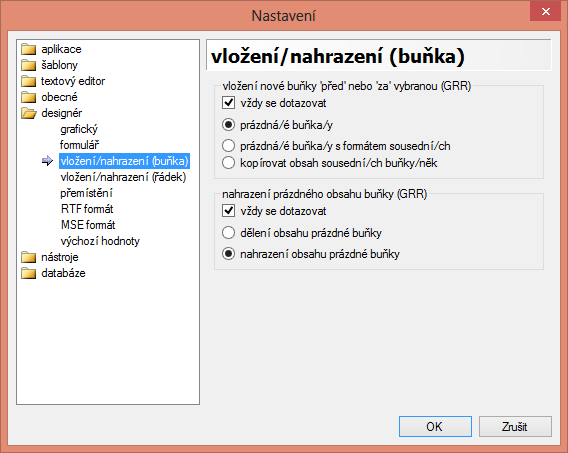 Nastavení
aplikace
šablony
textový editor
obecné
designér
grafický
formulář
vložení/nahrazení (buňka)
vložení/nahrazení (řádek)
přemístění
RTF formát
MSE formát
výchozí hodnoty
nástroje
databáze
vložení/nahrazení (buňka)
vložení nové buňky 'před' nebo 'za' vybranou (GRR)
vždy se dotazovat
prázdná/é buňka/y
prázdná/é buňka/y s formátem sousední/ch
kopírovat obsah sousední/ch buňky/něk
nahrazení prázdného obsahu buňky (GRR)
vždy se dotazovat
dělení obsahu prázdné buňky
nahrazení obsahu prázdné buňky
OK
Zrušit